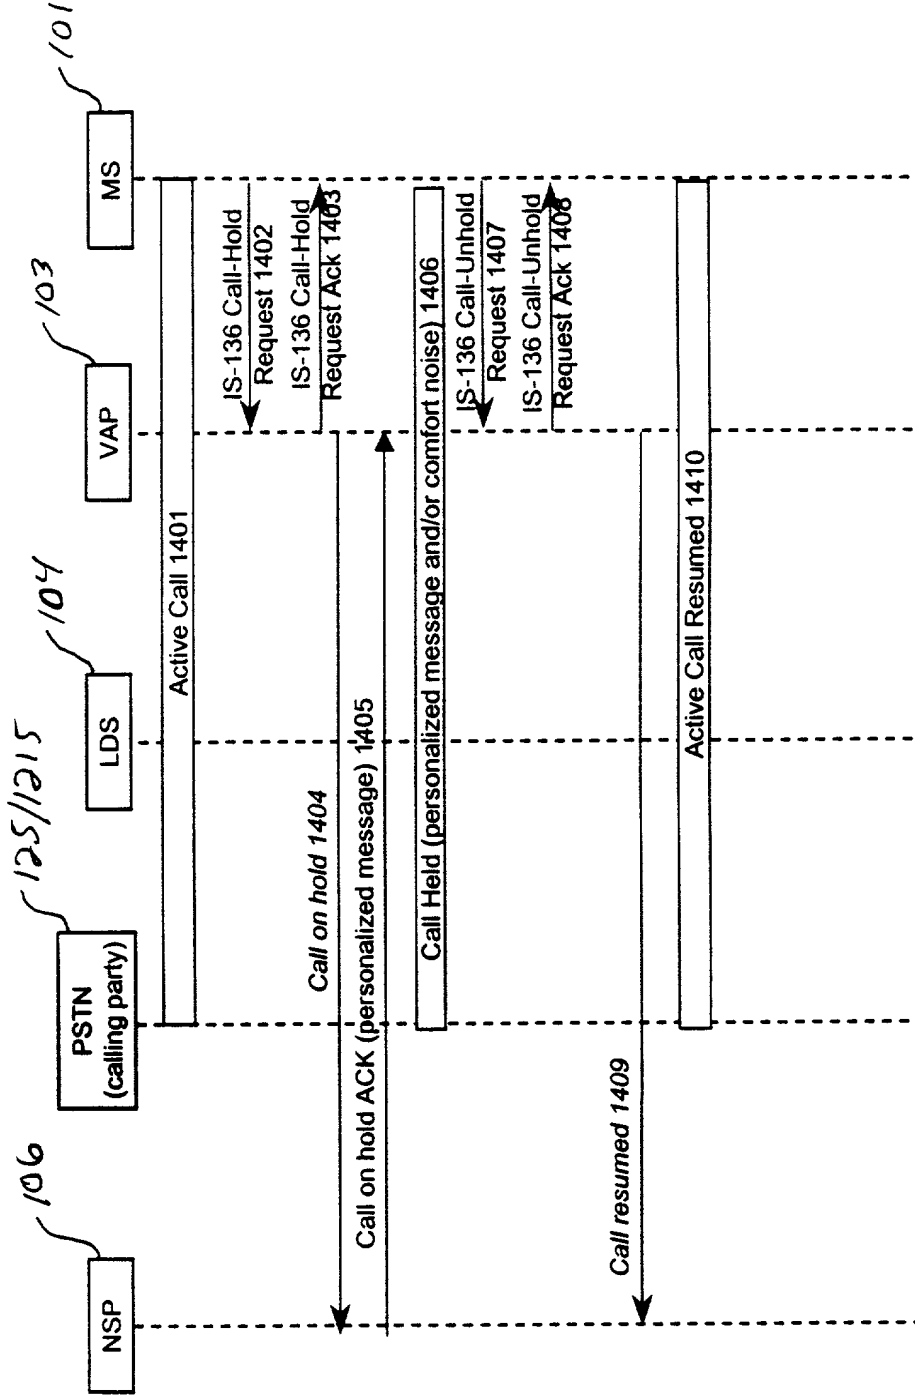 106
125/1215
104
103
101
NSP
PSTN
(calling party)
LDS
VAP
MS
Active Call 1401
IS-136 Call-Hold
Request 1402
IS-136 Call-Hold
Request Ack 1403
Call on hold 1404
Call on hold ACK (personalized message) 1405
Call Held (personalized message and/or comfort noise) 1406
IS-136 Call-Unhold
Request 1407
IS-136 Call-Unhold
Request Ack 1408
Call resumed 1409
Active Call Resumed 1410